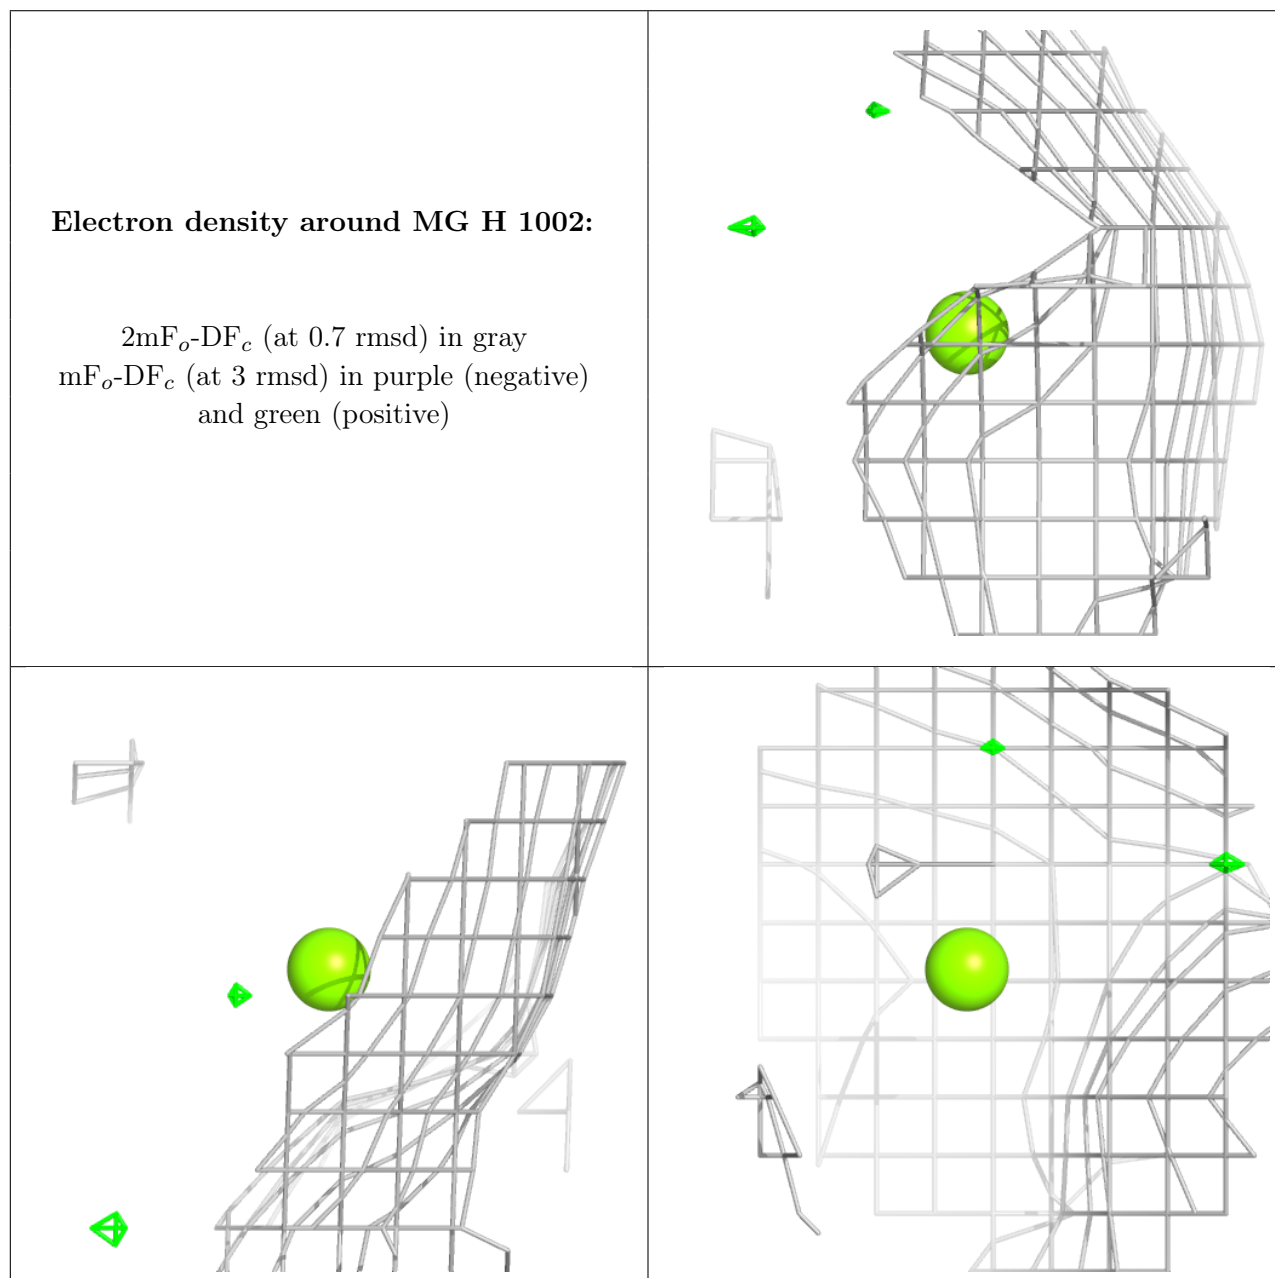 Electron density around MG H 1002:
2mFo-DFc (at 0.7 rmsd) in gray
mFo-DFc (at 3 rmsd) in purple (negative)
and green (positive)